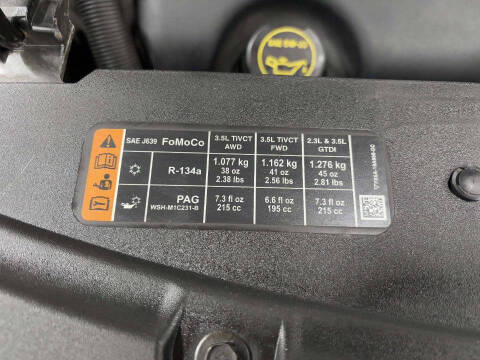 SAE 5W-20
SAE J639 FoMoCo 3.5L TiVCT AWD 3.5L TiVCT FWD 2.3L & 3.5L GTDI
R-134a 1.077 kg 1.162 kg 1.276 kg
38 oz 41 oz 45 oz
2.38 lbs 2.56 lbs 2.81 lbs
PAG 7.3 fl oz 6.6 fl oz 7.3 fl oz
WSH-M1C231-B 215 cc 195 cc 215 cc